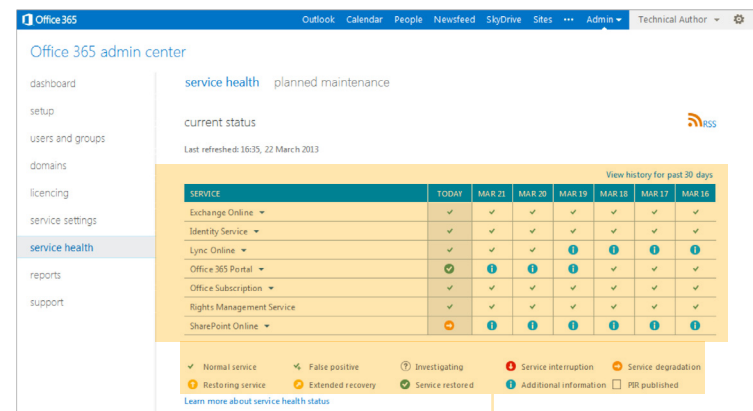 Office 365 Outlook Calendar People Newsfeed SkyDrive Sites ••• Admin Technical Author
Office 365 admin center
dashboard
setup
users and groups
domains
licencing
service settings
service health
reports
support
service health planned maintenance
current status
RSS
Last refreshed: 16:35, 22 March 2013
View history for past 30 days
SERVICE TODAY MAR 21 MAR 20 MAR 19 MAR 18 MAR 17 MAR 16
Exchange Online
Identity Service
Lync Online
Office 365 Portal
Office Subscription
Rights Management Service
SharePoint Online
Normal service False positive Investigating Service interruption Service degradation
Restoring service Extended recovery Service restored Additional information PIR published
Learn more about service health status